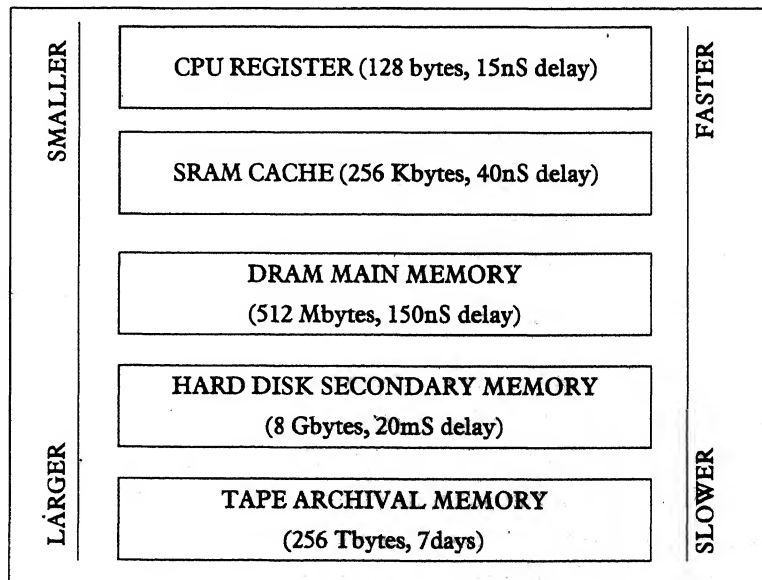 SMALLER
LARGER
CPU REGISTER (128 bytes, 15nS delay)
SRAM CACHE (256 Kbytes, 40nS delay)
DRAM MAIN MEMORY
(512 Mbytes, 150nS delay)
HARD DISK SECONDARY MEMORY
(8 Gbytes, 20mS delay)
TAPE ARCHIVAL MEMORY
(256 Tbytes, 7days)
FASTER
SLOWER